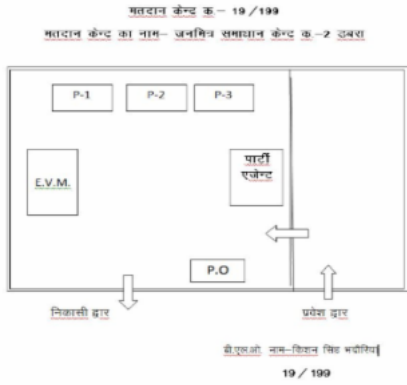 मतदान केन्द्र क.- 19 /199
मतदान केन्द्र का नाम- जनमित्र समाधान केन्द्र क.-2 डबरा
P-1 P-2 P-3
E.V.M.
पार्टी
एजेन्ट
P.O
निकासी द्वार प्रवेश द्वार
बी.एल.ओ. नाम-किशन सिंह भदौरिया
19 / 199